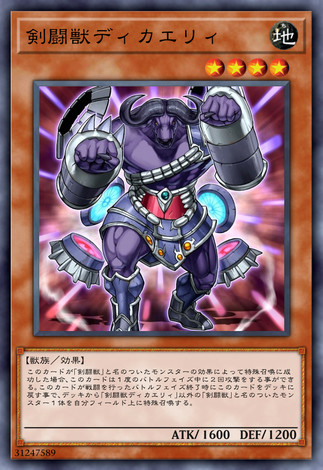 剣闘獣ディカエリィ
地
[獣族/効果]
このカードが「剣闘獣」と名のついたモンスターの効果によって特殊召喚に成
功した場合、このカードは1度のバトルフェイズ中に2回攻撃をする事ができ
る。このカードが戦闘を行ったバトルフェイズ終了時にこのカードをデッキに
戻す事で、デッキから「剣闘獣ディカエリィ」以外の「剣闘獣」と名のついたモン
スター1体を自分フィールド上に特殊召喚する。
ATK/1600 DEF/1200
31247589